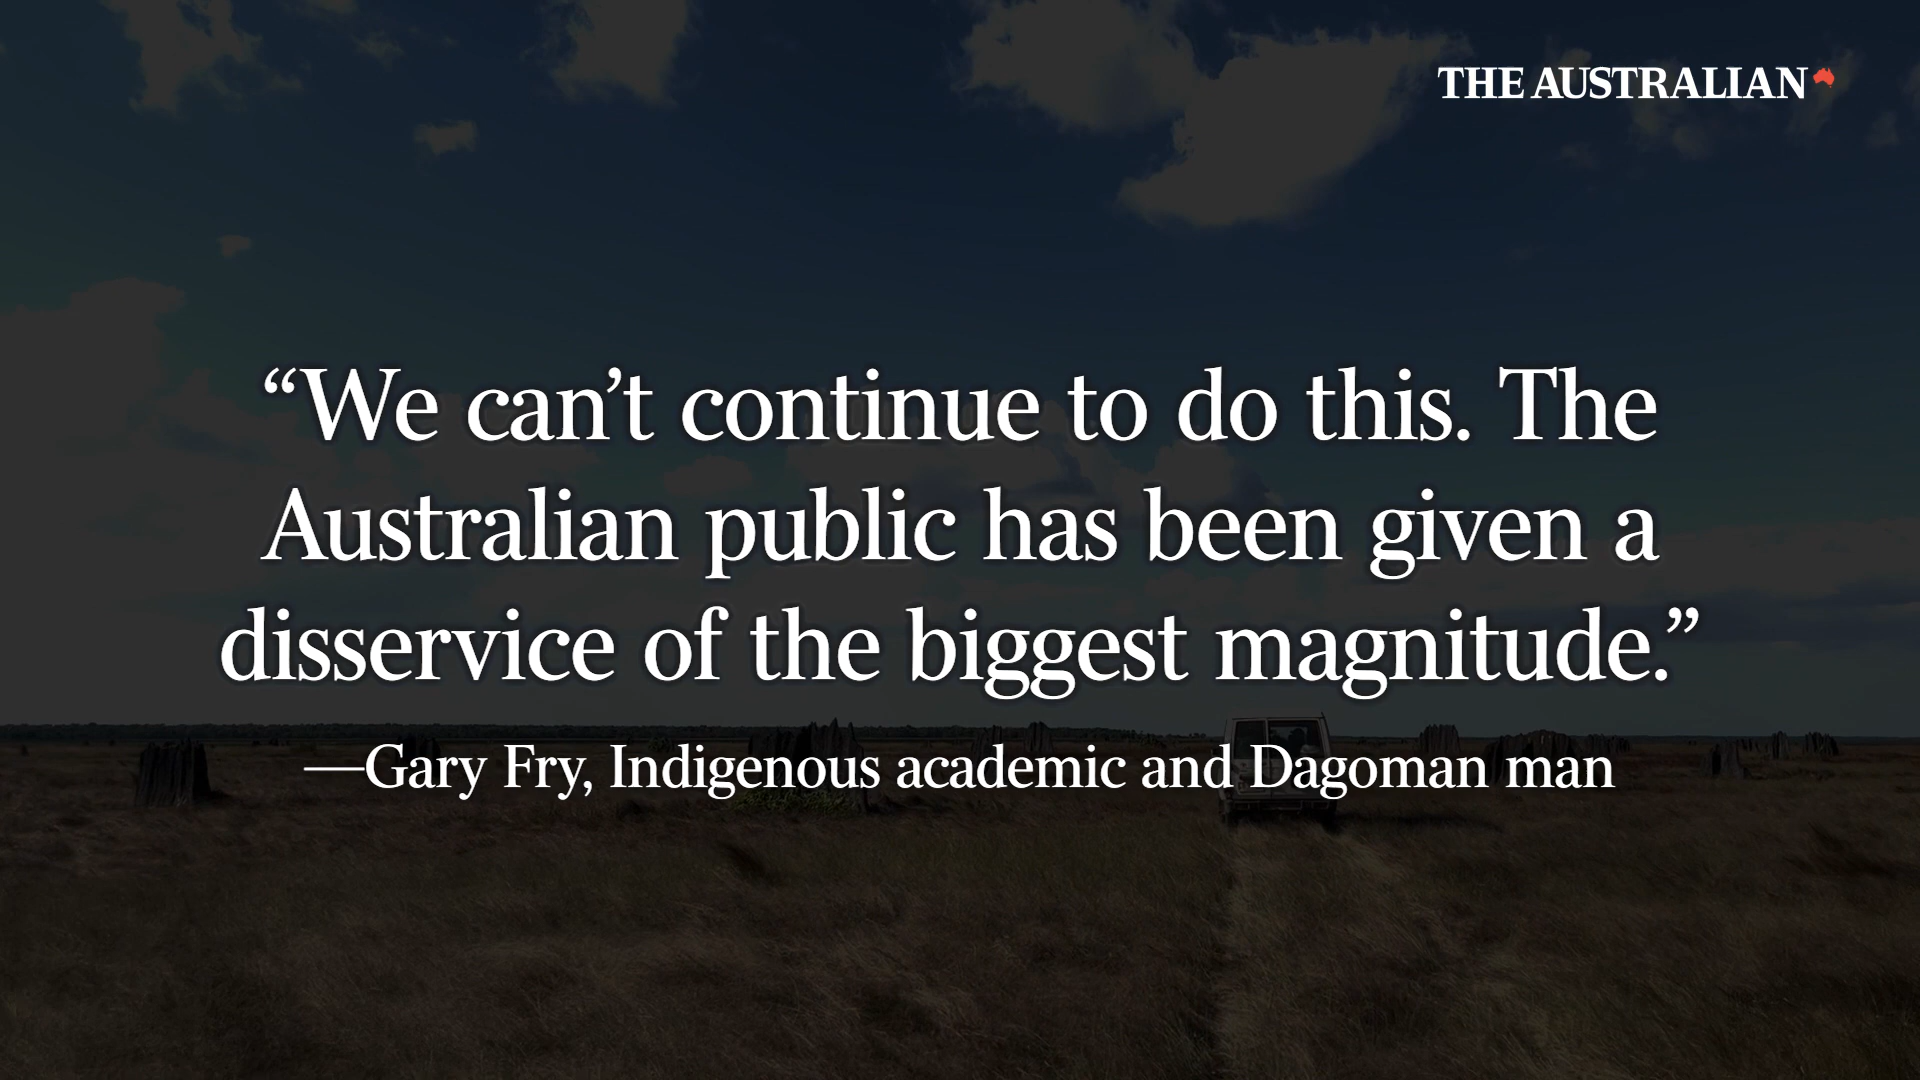 THE AUSTRALIAN
“We can’t continue to do this. The
Australian public has been given a
disservice of the biggest magnitude.”
—Gary Fry, Indigenous academic and Dagoman man